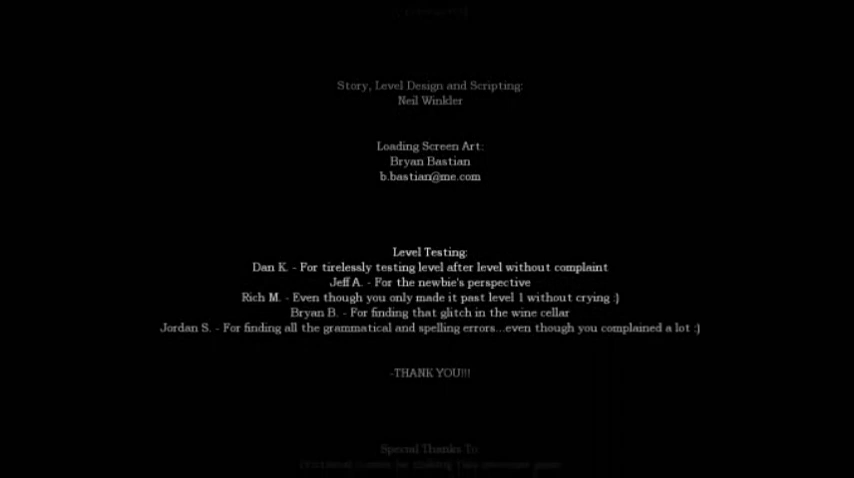 Story, Level Design and Scripting:
Neil Winkler
Loading Screen Art:
Bryan Bastian
b.bastian@me.com
Level Testing:
Dan K. - For tirelessly testing level after level without complaint
Jeff A. - For the newbie's perspective
Rich M. - Even though you only made it past level 1 without crying :)
Bryan B. - For finding that glitch in the wine cellar
Jordan S. - For finding all the grammatical and spelling errors...even though you complained a lot :)
-THANK YOU!!!
Special Thanks To